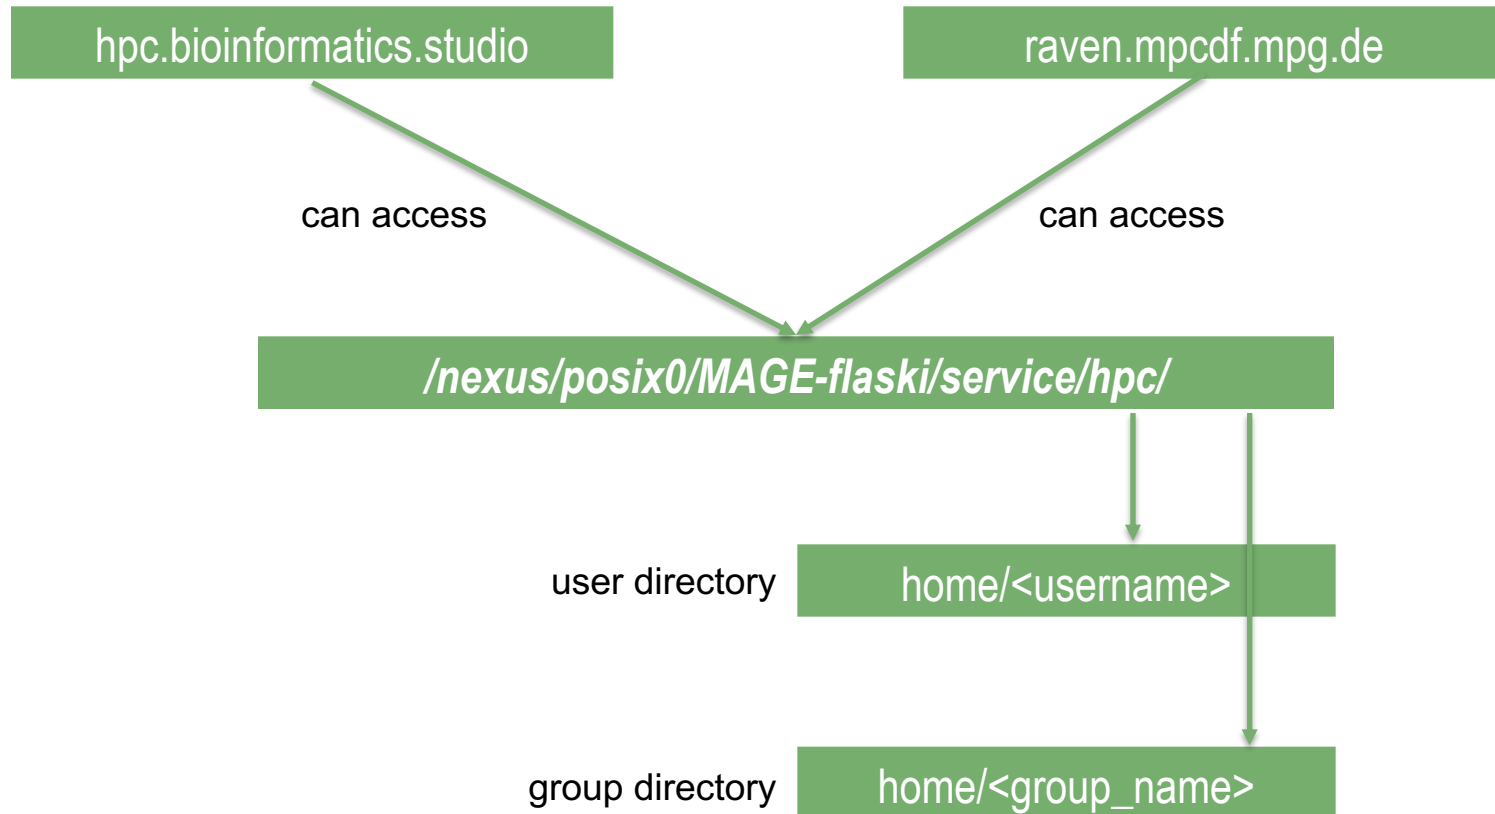 hpc.bioinformatics.studio
raven.mpcdf.mpg.de
can access
can access
/nexus/posix0/MAGE-flaski/service/hpc/
user directory
home/<username>
group directory
home/<group_name>